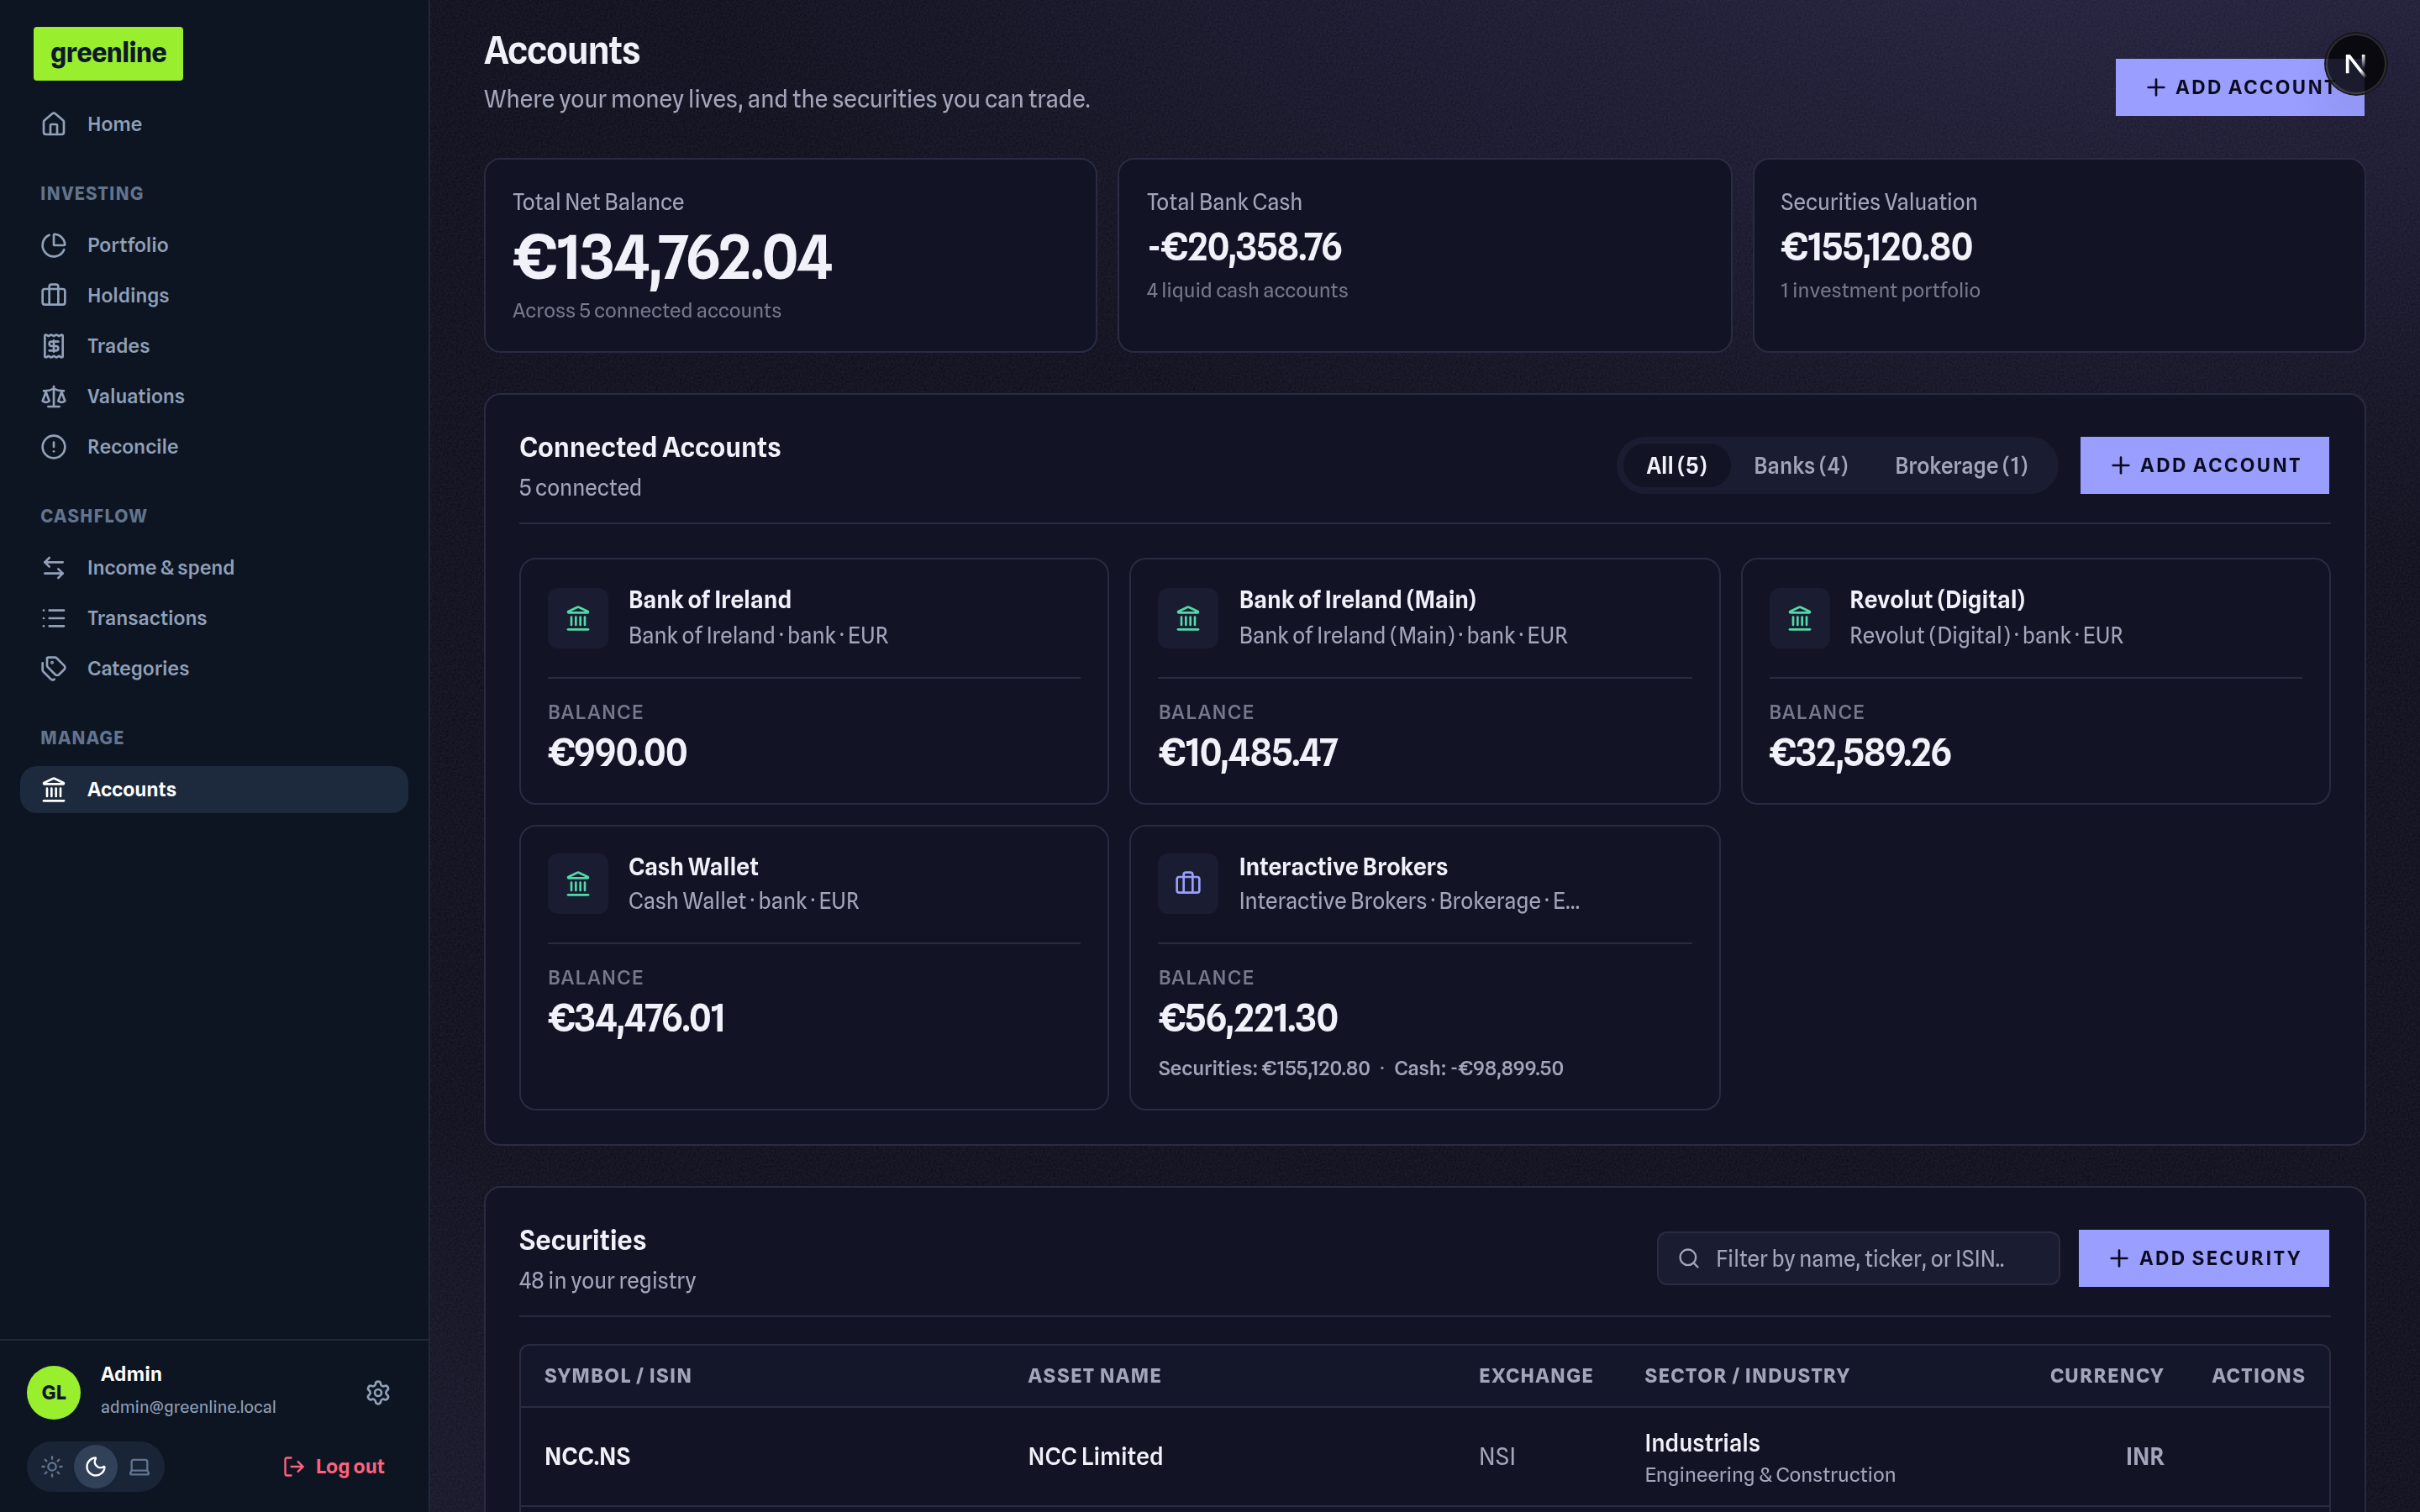 greenline
Home
INVESTING
Portfolio
Holdings
Trades
Valuations
Reconcile
CASHFLOW
Income & spend
Transactions
Categories
MANAGE
Accounts
GL
Admin
admin@greenline.local
Log out
Accounts
Where your money lives, and the securities you can trade.
+ ADD ACCOUNT
N
Total Net Balance
€134,762.04
Across 5 connected accounts
Total Bank Cash
-€20,358.76
4 liquid cash accounts
Securities Valuation
€155,120.80
1 investment portfolio
Connected Accounts
5 connected
All (5) Banks (4) Brokerage (1)
+ ADD ACCOUNT
Bank of Ireland
Bank of Ireland · bank · EUR
BALANCE
€990.00
Bank of Ireland (Main)
Bank of Ireland (Main) · bank · EUR
BALANCE
€10,485.47
Revolut (Digital)
Revolut (Digital) · bank · EUR
BALANCE
€32,589.26
Cash Wallet
Cash Wallet · bank · EUR
BALANCE
€34,476.01
Interactive Brokers
Interactive Brokers · Brokerage · E...
BALANCE
€56,221.30
Securities: €155,120.80 · Cash: -€98,899.50
Securities
48 in your registry
Filter by name, ticker, or ISIN..
+ ADD SECURITY
SYMBOL / ISIN ASSET NAME EXCHANGE SECTOR / INDUSTRY CURRENCY ACTIONS
NCC.NS NCC Limited NSI Industrials INR
Engineering & Construction